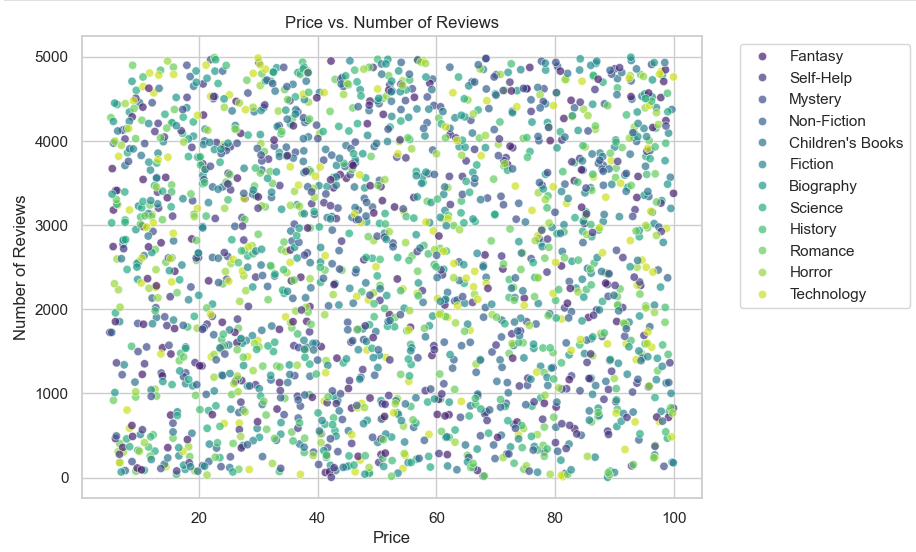 Price vs. Number of Reviews
5000
4000
3000
2000
1000
0
Number of Reviews
20
40
60
80
100
Price
Fantasy
Self-Help
Mystery
Non-Fiction
Children's Books
Fiction
Biography
Science
History
Romance
Horror
Technology